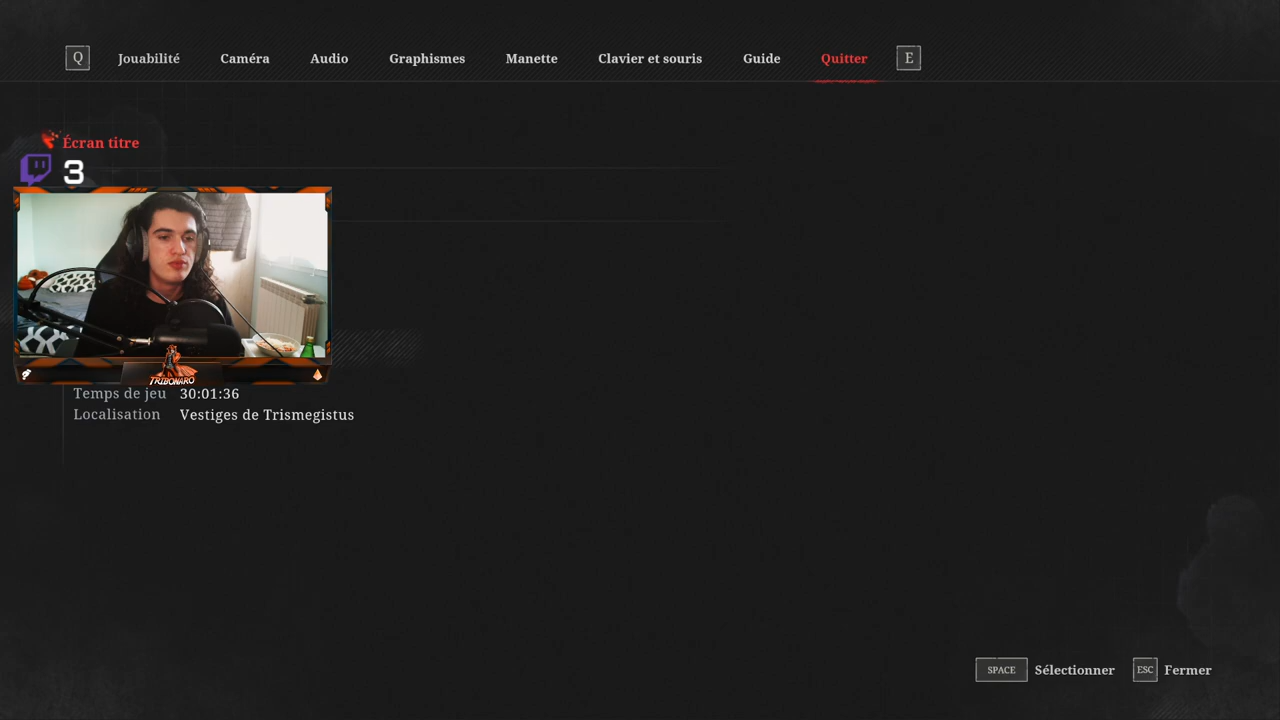 Q Jouabilité Caméra Audio Graphismes Manette Clavier et souris Guide Quitter E
Écran titre
3
TRIBONARO
Temps de jeu 30:01:36
Localisation Vestiges de Trismegistus
SPACE Sélectionner ESC Fermer